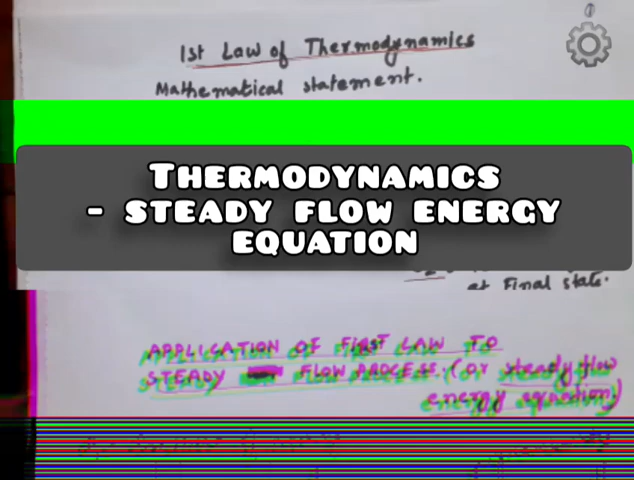 1st Law of Thermodynamics
Mathematical statement.
THERMODYNAMICS
- STEADY FLOW ENERGY
EQUATION
at Final state.
APPLICATION OF FIRST LAW TO
STEADY FLOW PROCESS. (or steady flow
energy equation)